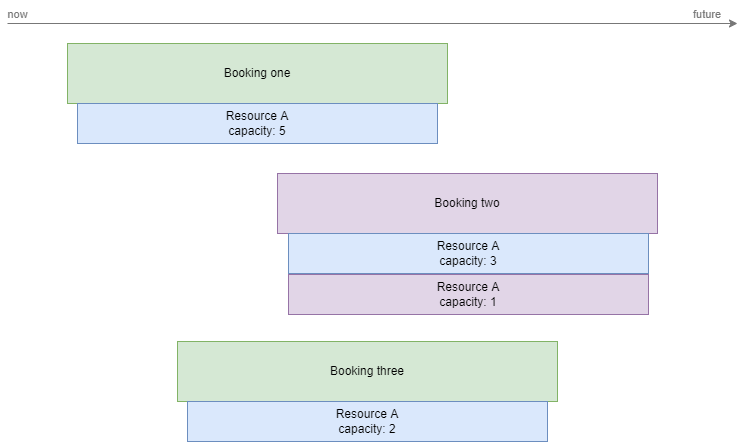 now
future
Booking one
Resource A
capacity: 5
Booking two
Resource A
capacity: 3
Resource A
capacity: 1
Booking three
Resource A
capacity: 2